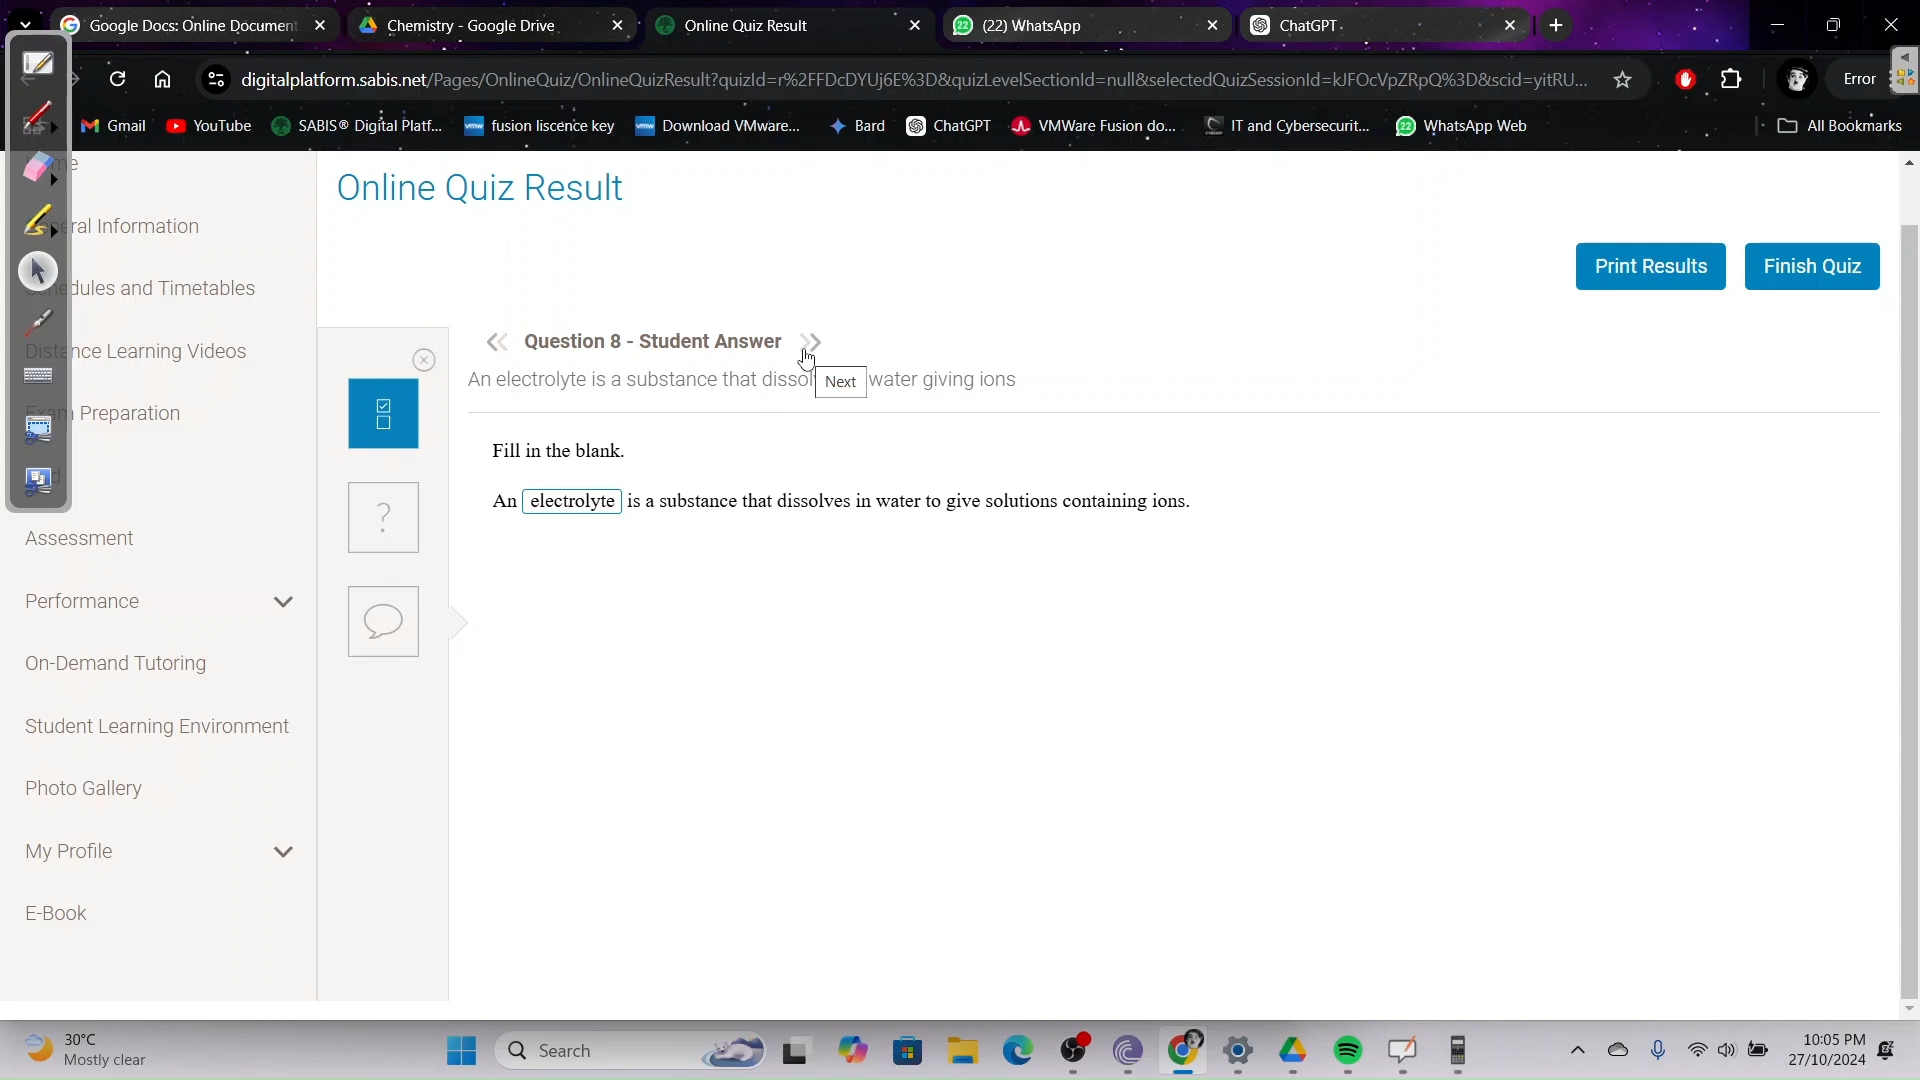 Google Docs: Online Document
Chemistry - Google Drive
Online Quiz Result
22
(22) WhatsApp
ChatGPT
digitalplatform.sabis.net/Pages/OnlineQuiz/OnlineQuizResult?quizId=r%2FFDcDYUj6E%3D&quizLevelSectionId=null&selectedQuizSessionId=kJFOcVpZRpQ%3D&scid=yitRU...
Error
Gmail
YouTube
SABIS® Digital Platf...
vmw
fusion liscence key
vmw
Download VMware...
Bard
ChatGPT
VMWare Fusion do...
IT and Cybersecurit...
22
WhatsApp Web
All Bookmarks
Online Quiz Result
General Information
Schedules and Timetables
Print Results
Finish Quiz
Distance Learning Videos
Question 8 - Student Answer
An electrolyte is a substance that dissol water giving ions
Next
Exam Preparation
Fill in the blank.
An electrolyte is a substance that dissolves in water to give solutions containing ions.
?
Assessment
Performance
On-Demand Tutoring
Student Learning Environment
Photo Gallery
My Profile
E-Book
30°C
Mostly clear
Search
10:05 PM
27/10/2024